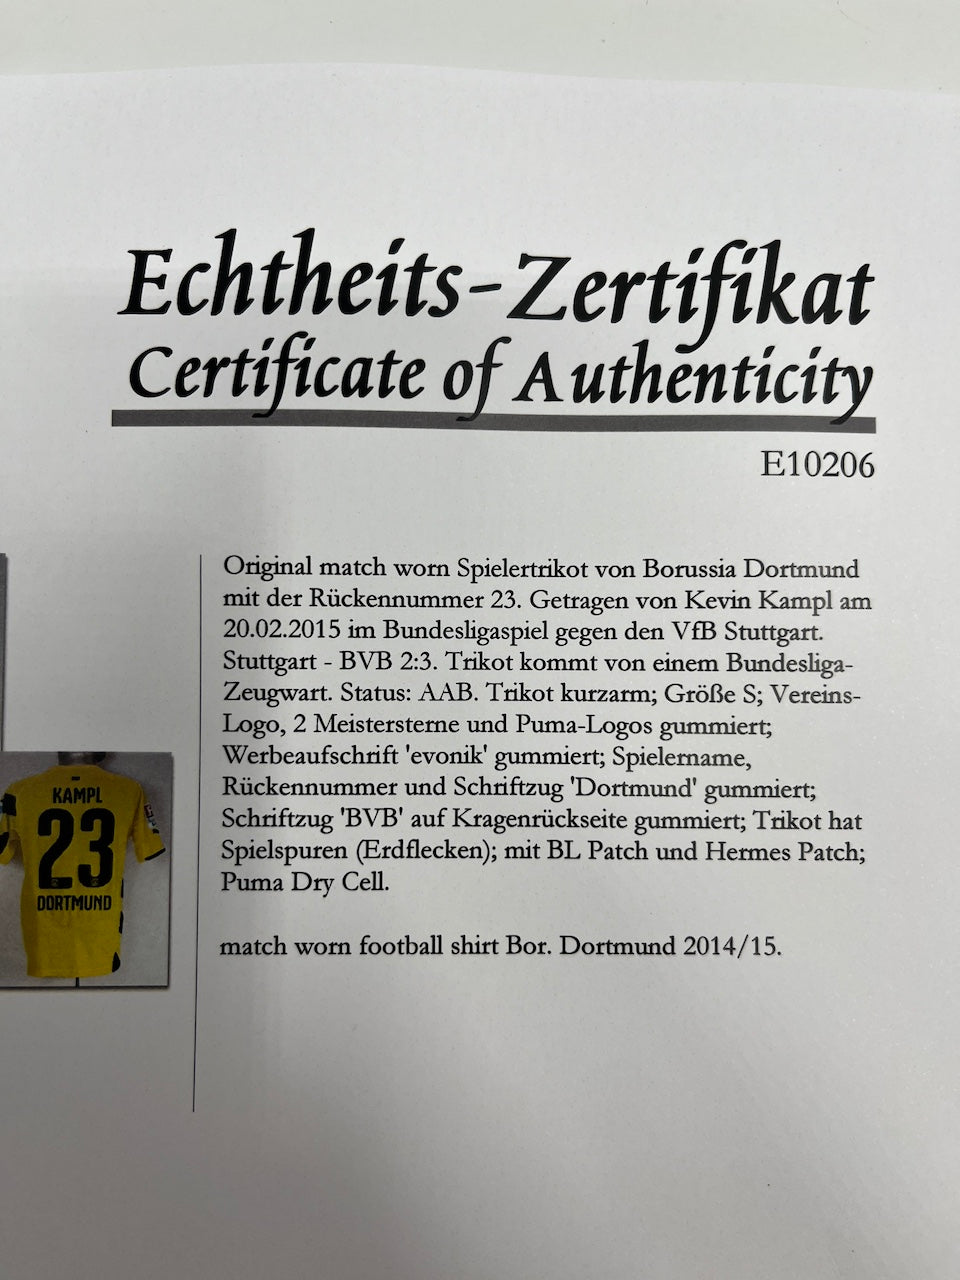 Echtheits-Zertifikat
Certificate of Authenticity
E10206
Original match worn Spielertrikot von Borussia Dortmund
mit der Rückennummer 23. Getragen von Kevin Kampl am
20.02.2015 im Bundesligaspiel gegen den VfB Stuttgart.
Stuttgart - BVB 2:3. Trikot kommt von einem Bundesliga-
Zeugwart. Status: AAB. Trikot kurzarm; Größe S; Vereins-
Logo, 2 Meistersterne und Puma-Logos gummiert;
Werbeaufschrift 'evonik' gummiert; Spielername,
Rückennummer und Schriftzug 'Dortmund' gummiert;
Schriftzug 'BVB' auf Kragenrückseite gummiert; Trikot hat
Spielspuren (Erdflecken); mit BL Patch und Hermes Patch;
Puma Dry Cell.
match worn football shirt Bor. Dortmund 2014/15.
KAMPL
23
DORTMUND